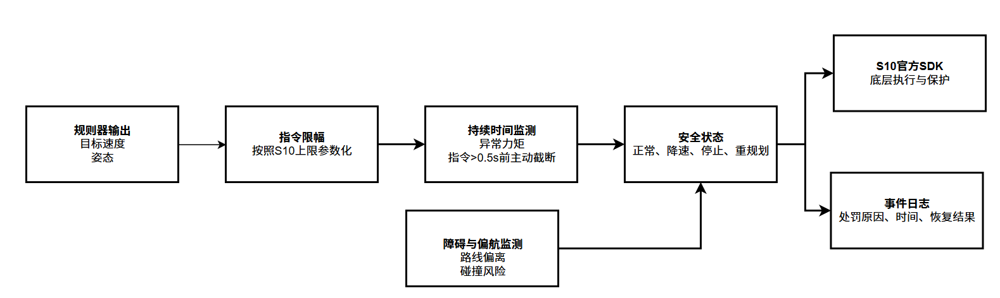 规则器输出
目标速度
姿态
指令限幅
按照S10上限参数化
持续时间监测
异常力矩
指令>0.5s前主动截断
安全状态
正常、降速、停止、重规划
S10官方SDK
底层执行与保护
障碍与偏航监测
路线偏离
碰撞风险
事件日志
处罚原因、时间、恢复结果